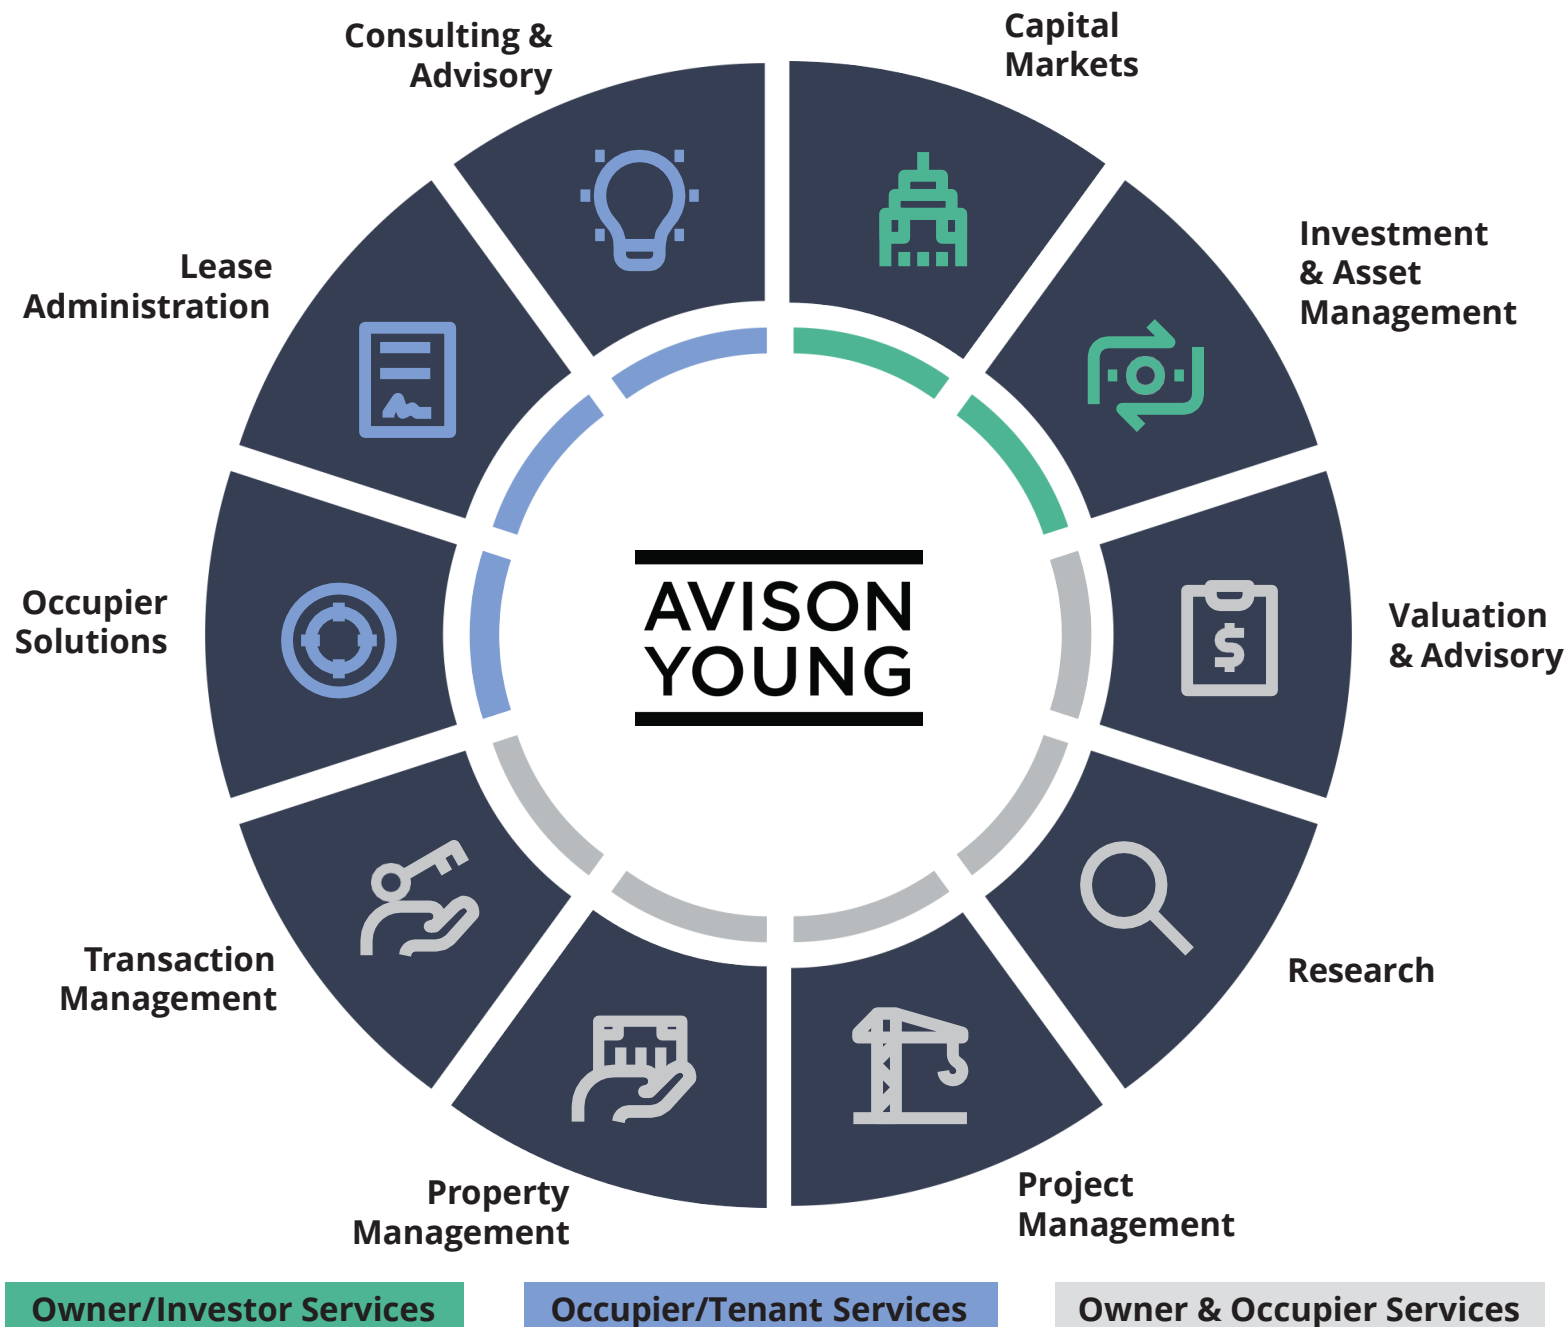 Consulting &
Advisory
Capital
Markets
Investment
& Asset
Management
Lease
Administration
AVISON
YOUNG
Occupier
Solutions
Valuation
& Advisory
$
Transaction
Management
Research
Property
Management
Project
Management
Owner/Investor Services
Occupier/Tenant Services
Owner & Occupier Services